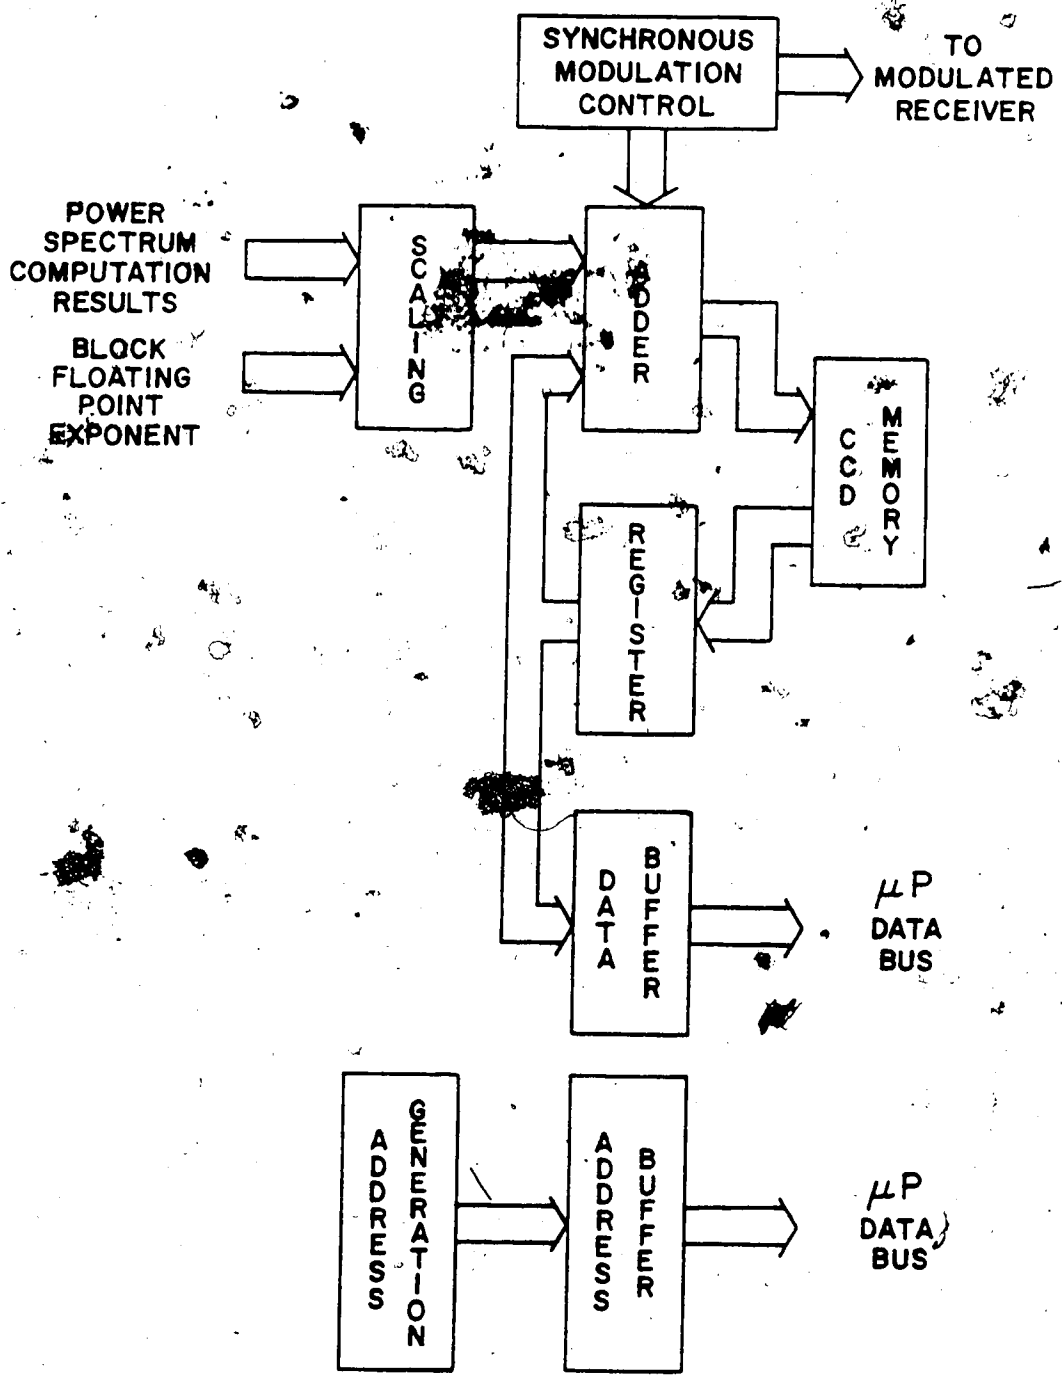 SYNCHRONOUS
MODULATION
CONTROL
TO
MODULATED
RECEIVER
POWER
SPECTRUM
COMPUTATION
RESULTS
BLOCK
FLOATING
POINT
EXPONENT
SCALING
ADDER
CCD
MEMORY
REGISTER
DATA
BUFFER
μP
DATA
BUS
ADDRESS
GENERATION
ADDRESS
BUFFER
μP
DATA
BUS